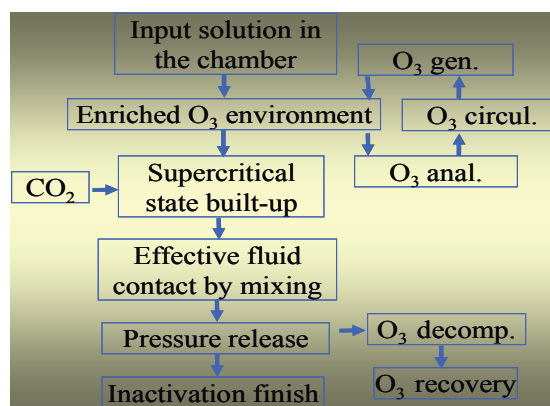 Input solution in
the chamber
O₃ gen.
Enriched O₃ environment
O₃ circul.
Supercritical
state built-up
O₃ anal.
CO₂
Effective fluid
contact by mixing
Pressure release
O₃ decomp.
Inactivation finish
O₃ recovery